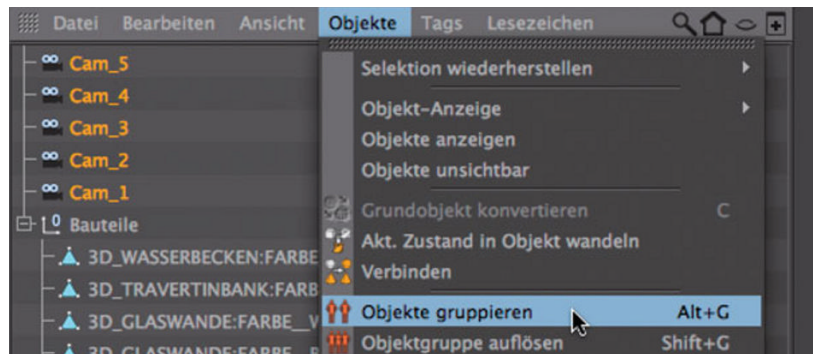 Datei Bearbeiten Ansicht Objekte Tags Lesezeichen
Cam_5
Cam_4
Cam_3
Cam_2
Cam_1
Bauteile
3D_WASSERBECKEN:FARBE
3D_TRAVERTINBANK:FARB
3D_GLASWANDE:FARBE__V
3D_GLASWANDE:FARBE__B
Selektion wiederherstellen
Objekt-Anzeige
Objekte anzeigen
Objekte unsichtbar
Grundobjekt konvertieren C
Akt. Zustand in Objekt wandeln
Verbinden
Objekte gruppieren Alt+G
Objektgruppe auflösen Shift+G